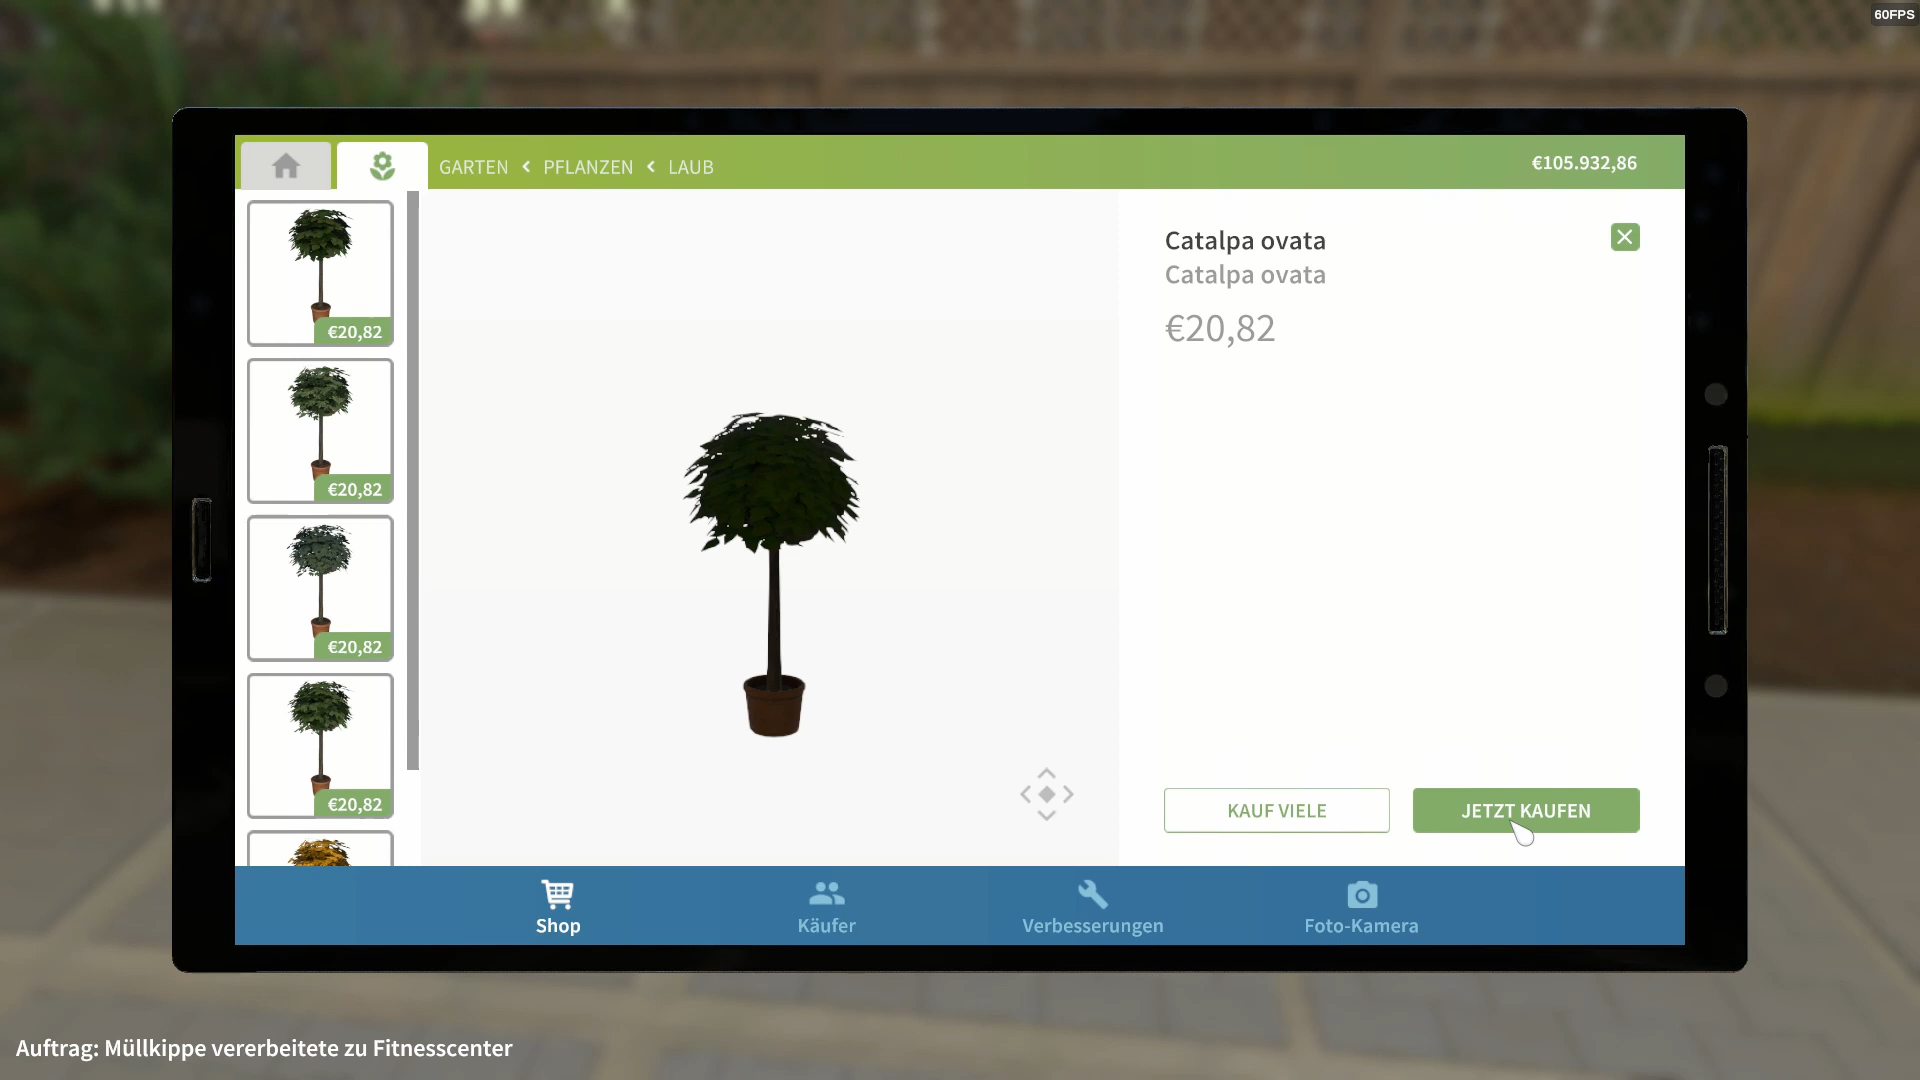 60FPS
GARTEN < PFLANZEN < LAUB
€105.932,86
€20,82
€20,82
€20,82
€20,82
Catalpa ovata
Catalpa ovata
€20,82
KAUF VIELE
JETZT KAUFEN
Shop
Käufer
Verbesserungen
Foto-Kamera
Auftrag: Müllkippe vererbeitete zu Fitnesscenter